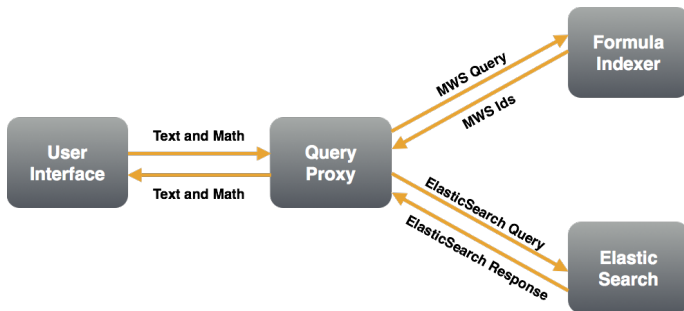 User
Interface
Text and Math
Text and Math
Query
Proxy
MWS Query
MWS Ids
Formula
Indexer
ElasticSearch Query
ElasticSearch Response
Elastic
Search